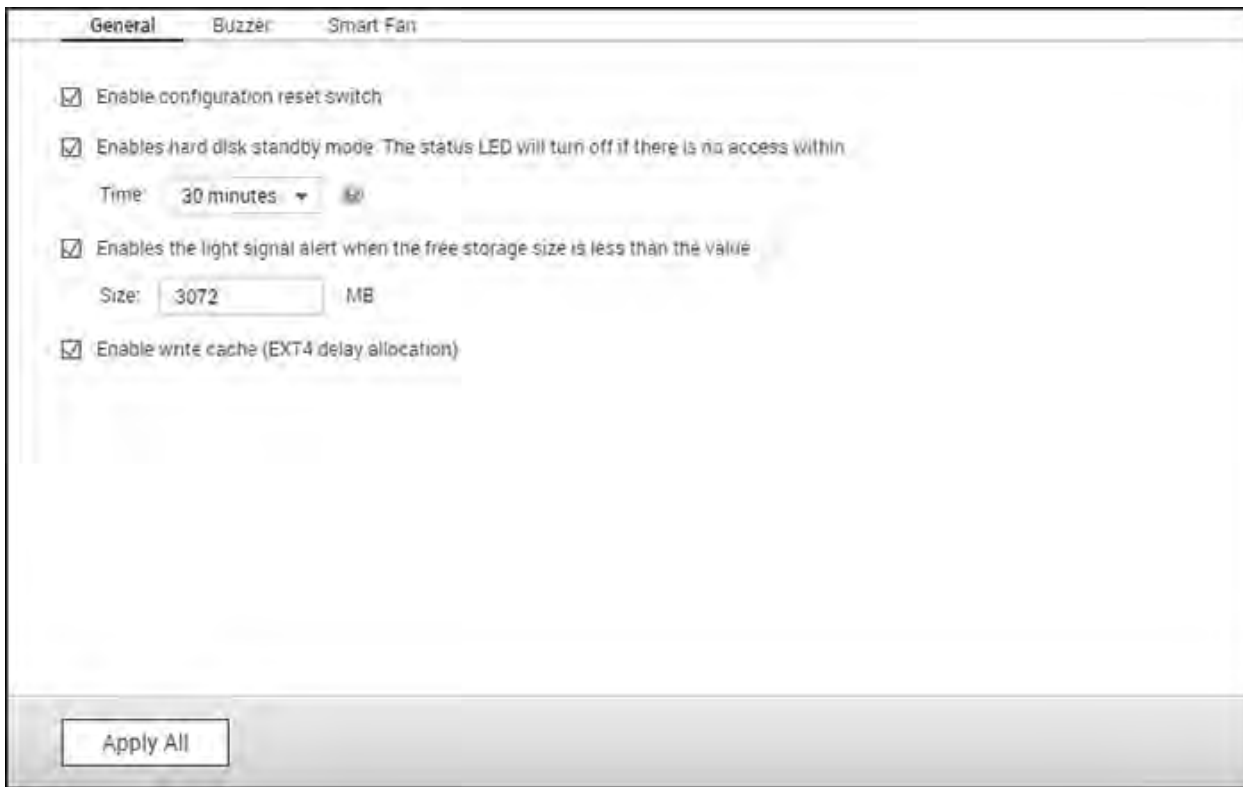 General Buzzer Smart Fan
Enable configuration reset switch
Enables hard disk standby mode. The status LED will turn off if there is no access within
Time: 30 minutes
Enables the light signal alert when the free storage size is less than the value
Size: 3072 MB
Enable write cache (EXT4 delay allocation)
Apply All